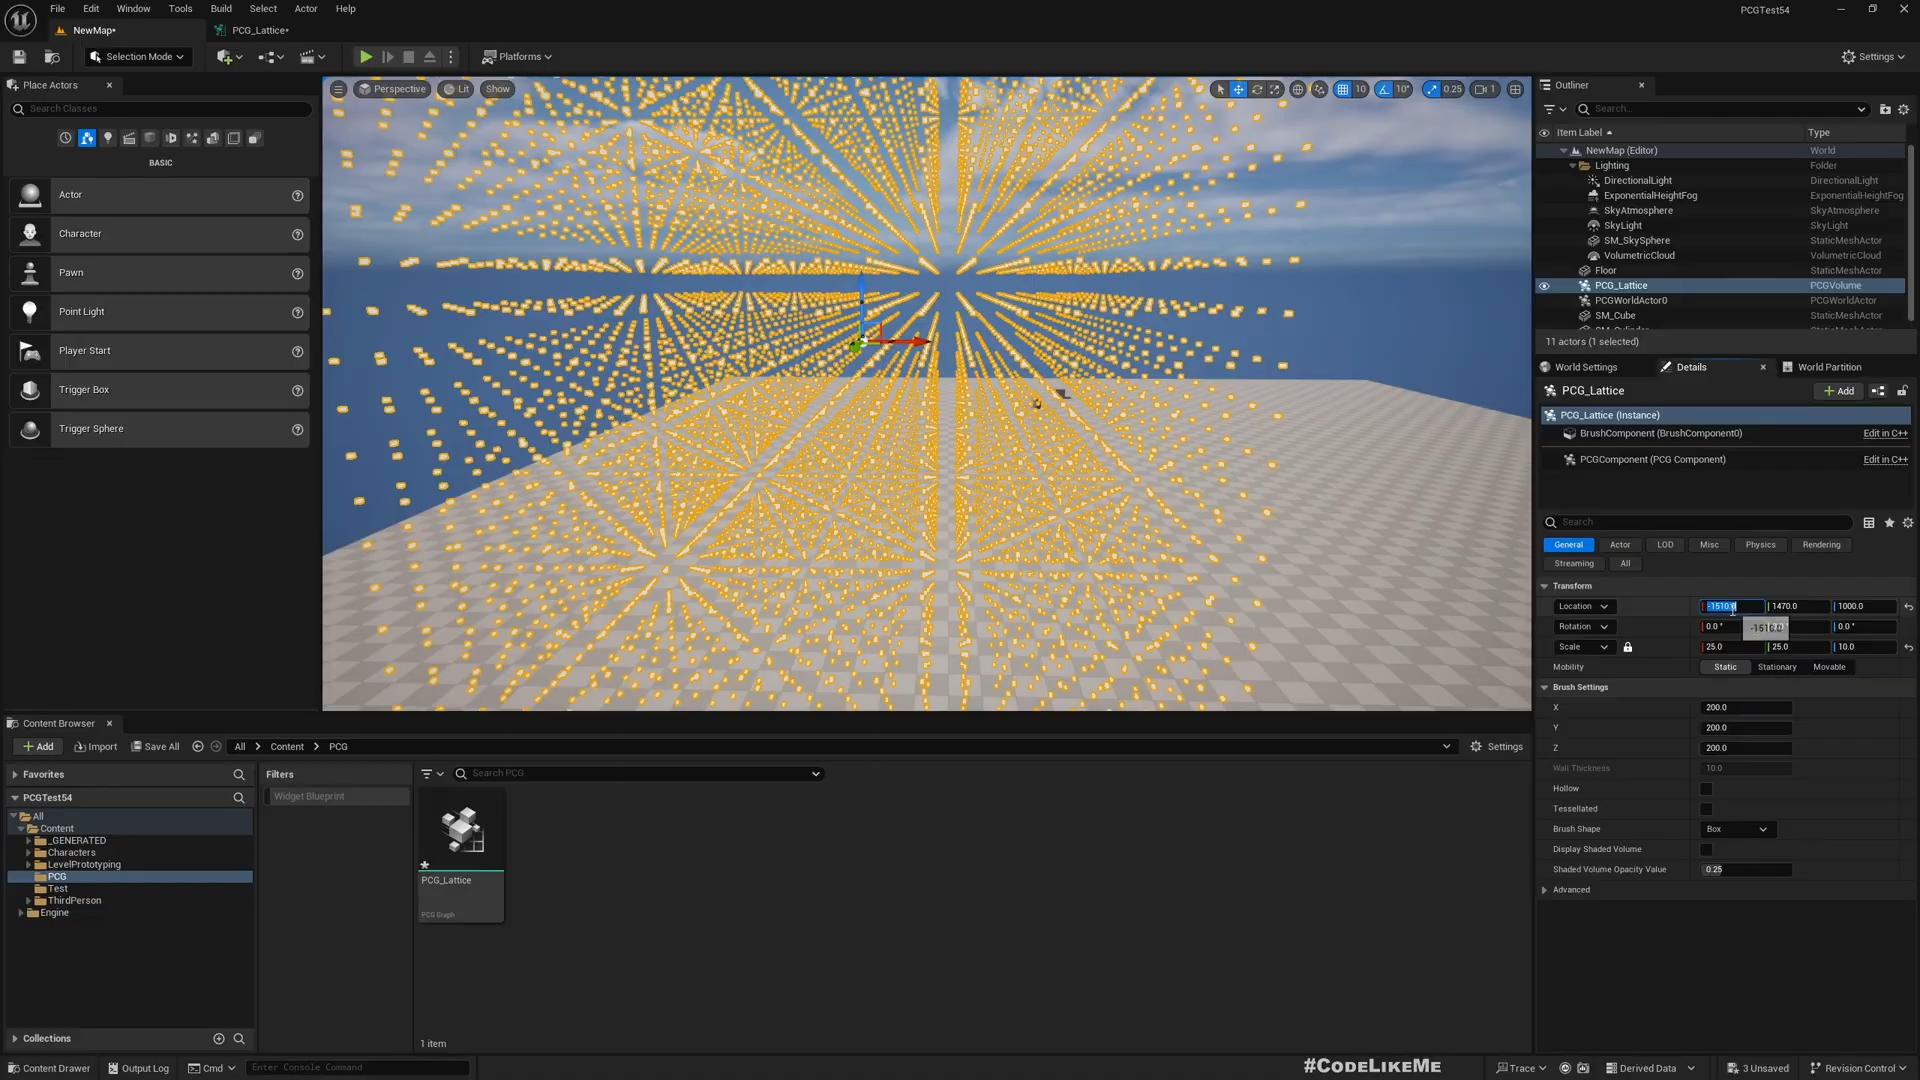 File Edit Window Tools Build Select Actor Help
PCGTest54
NewMap•
PCG_Lattice•
Selection Mode
Platforms
Settings
Place Actors
Search Classes
BASIC
Actor
Character
Pawn
Point Light
Player Start
Trigger Box
Trigger Sphere
Perspective
Lit
Show
10
10°
0.25
1
Outliner
Search...
Item Label
Type
NewMap (Editor) World
Lighting Folder
DirectionalLight DirectionalLight
ExponentialHeightFog ExponentialHeightFog
SkyAtmosphere SkyAtmosphere
SkyLight SkyLight
SM_SkySphere StaticMeshActor
VolumetricCloud VolumetricCloud
Floor StaticMeshActor
PCG_Lattice PCGVolume
PCGWorldActor0 PCGWorldActor
SM_Cube StaticMeshActor
11 actors (1 selected)
World Settings
Details
World Partition
PCG_Lattice
Add
PCG_Lattice (Instance)
BrushComponent (BrushComponent0) Edit in C++
PCGComponent (PCG Component) Edit in C++
Search
General Actor LOD Misc Physics Rendering
Streaming All
Transform
Location -1510.0 1470.0 1000.0
Rotation 0.0° 0.0°
-1510.0
Scale 25.0 25.0 10.0
Mobility Static Stationary Movable
Brush Settings
X 200.0
Y 200.0
Z 200.0
Wall Thickness 10.0
Hollow
Tessellated
Brush Shape Box
Display Shaded Volume
Shaded Volume Opacity Value 0.25
Advanced
Content Browser
Add Import Save All All Content PCG Settings
Favorites
PCGTest54
All
Content
_GENERATED
Characters
LevelPrototyping
PCG
Test
ThirdPerson
Engine
Collections
Filters
Widget Blueprint
Search PCG
PCG_Lattice
PCG Graph
1 item
Content Drawer
Output Log
Cmd
Enter Console Command
#CODELIKEME
Trace
Derived Data
3 Unsaved
Revision Control